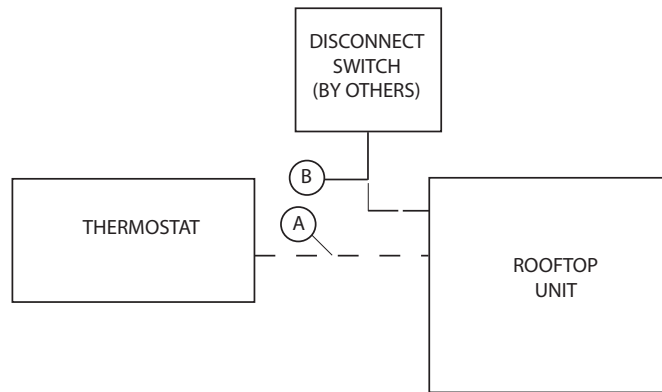 DISCONNECT
SWITCH
(BY OTHERS)
B
THERMOSTAT
A
ROOFTOP
UNIT